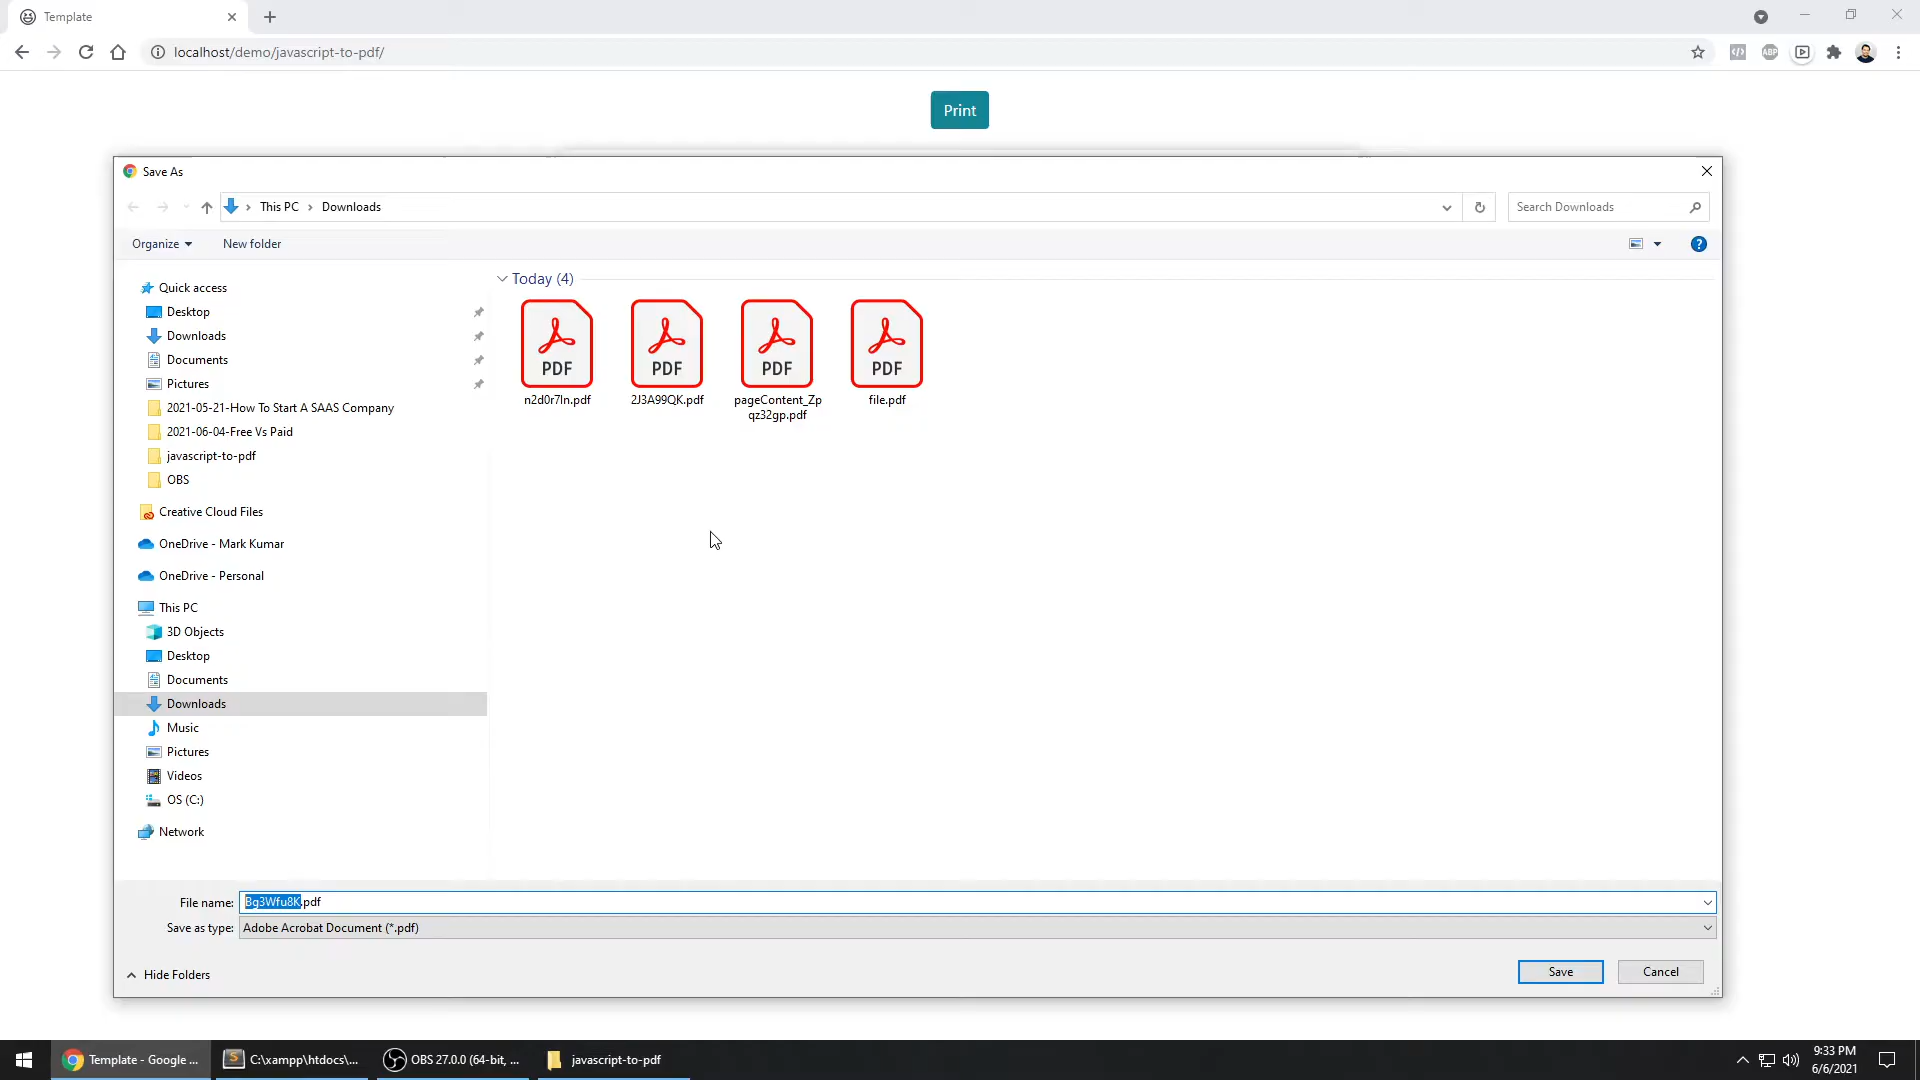 Template
localhost/demo/javascript-to-pdf/
ABP
Print
Save As
This PC > Downloads
Search Downloads
Organize
New folder
?
Quick access
Desktop
Downloads
Documents
Pictures
2021-05-21-How To Start A SAAS Company
2021-06-04-Free Vs Paid
javascript-to-pdf
OBS
Creative Cloud Files
OneDrive - Mark Kumar
OneDrive - Personal
This PC
3D Objects
Desktop
Documents
Downloads
Music
Pictures
Videos
OS (C:)
Network
Today (4)
PDF PDF PDF PDF
n2d0r7ln.pdf
2J3A99QK.pdf
pageContent_Zp
qz32gp.pdf
file.pdf
File name: Bg3Wfu8K.pdf
Save as type: Adobe Acrobat Document (*.pdf)
Hide Folders
Save
Cancel
Template - Google ...
C:\xampp\htdocs\...
OBS 27.0.0 (64-bit, ...
javascript-to-pdf
9:33 PM
6/6/2021